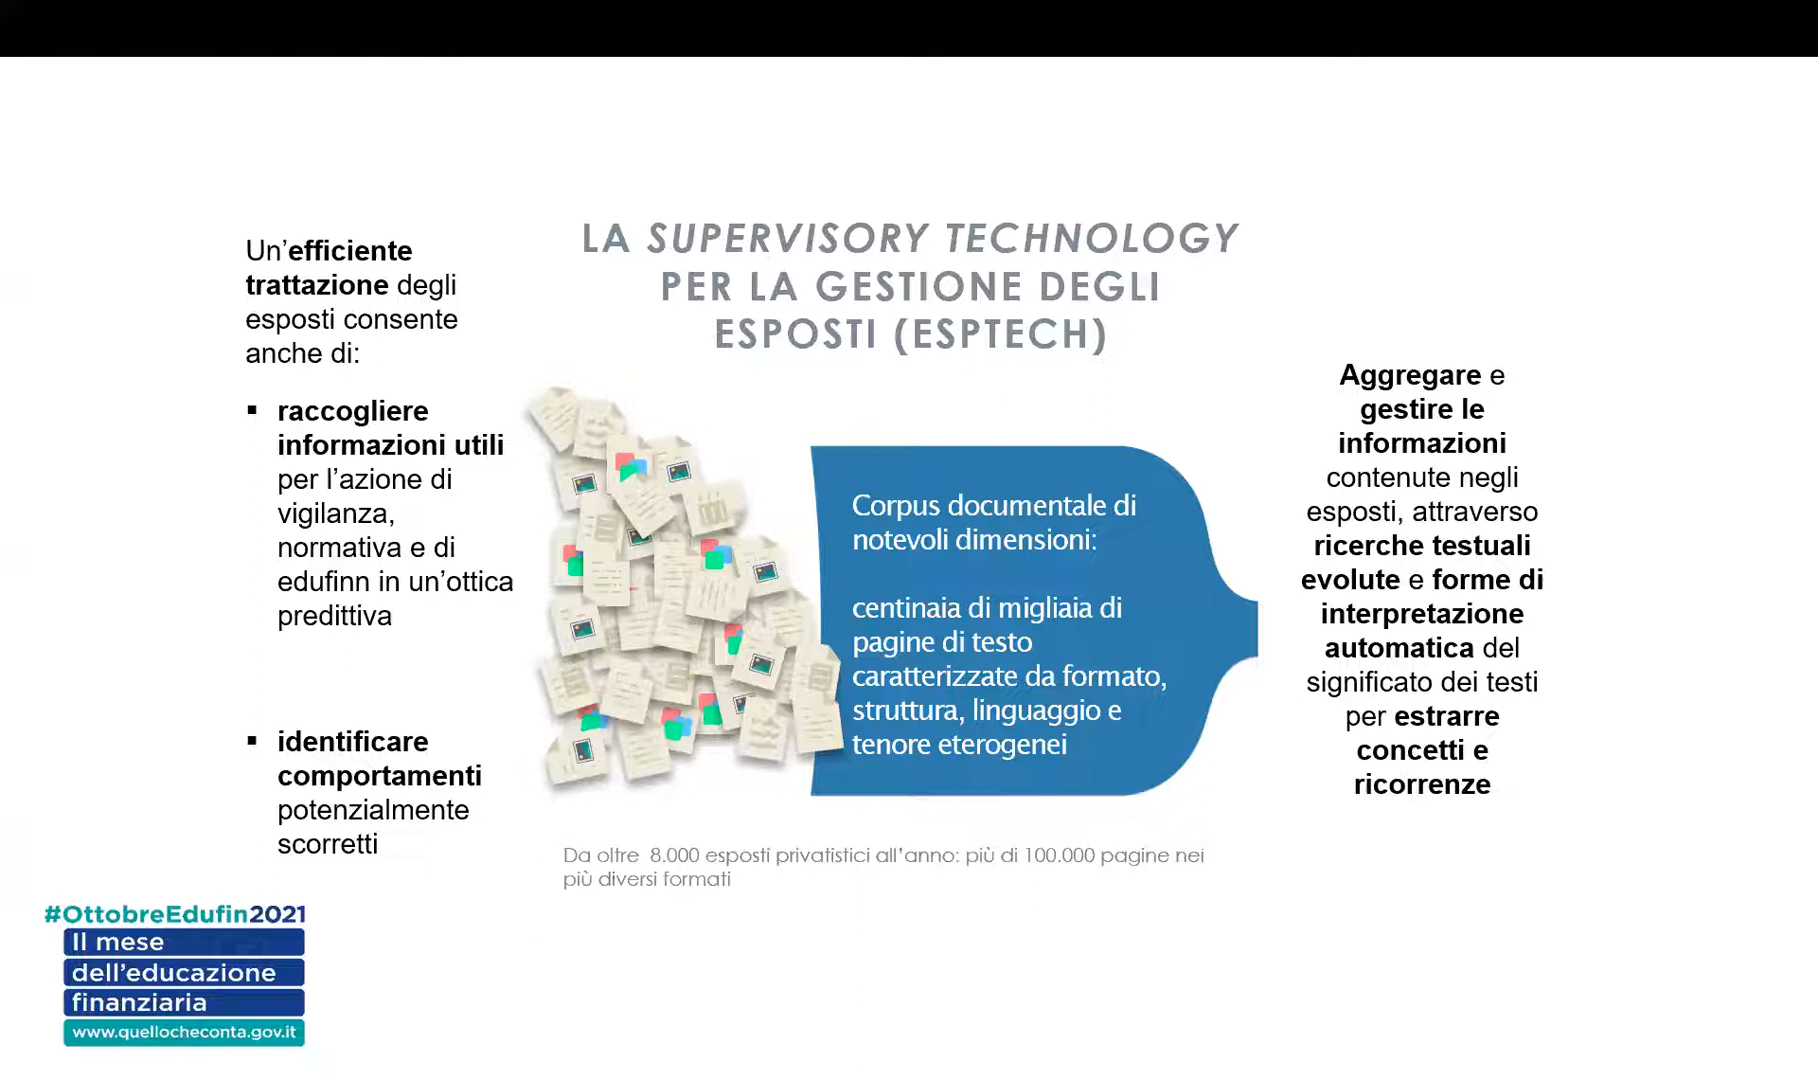 LA SUPERVISORY TECHNOLOGY
PER LA GESTIONE DEGLI
ESPOSTI (ESPTECH)
Un’efficiente
trattazione degli
esposti consente
anche di:
▪ raccogliere
informazioni utili
per l’azione di
vigilanza,
normativa e di
edufinn in un’ottica
predittiva
▪ identificare
comportamenti
potenzialmente
scorretti
Corpus documentale di
notevoli dimensioni:
centinaia di migliaia di
pagine di testo
caratterizzate da formato,
struttura, linguaggio e
tenore eterogenei
Aggregare e
gestire le
informazioni
contenute negli
esposti, attraverso
ricerche testuali
evolute e forme di
interpretazione
automatica del
significato dei testi
per estrarre
concetti e
ricorrenze
Da oltre 8.000 esposti privatistici all’anno: più di 100.000 pagine nei
più diversi formati
#OttobreEdufin2021
Il mese
dell’educazione
finanziaria
www.quellocheconta.gov.it